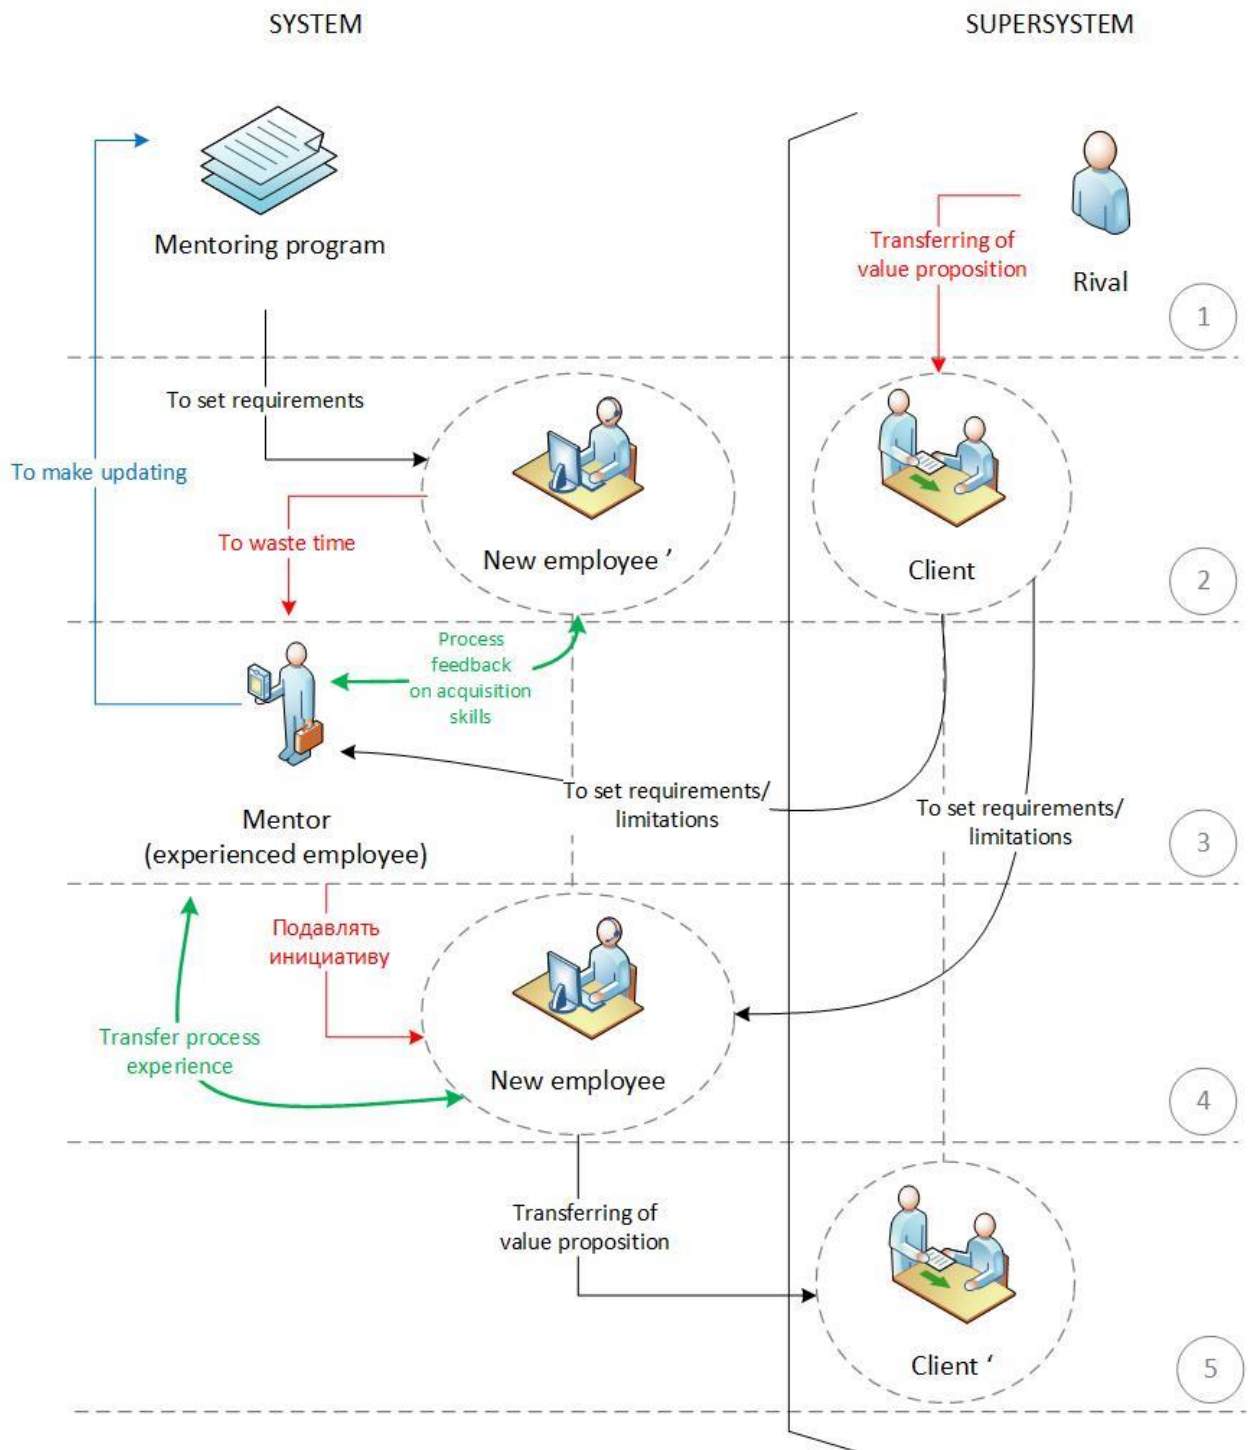 SYSTEM
SUPERSYSTEM
Mentoring program
Transferring of
value proposition
Rival
1
To set requirements
To make updating
To waste time
New employee ’
Client
2
Process
feedback
on acquisition
skills
To set requirements/
limitations
To set requirements/
limitations
Mentor
(experienced employee)
3
Подавлять
инициативу
Transfer process
experience
New employee
4
Transferring of
value proposition
Client ‘
5